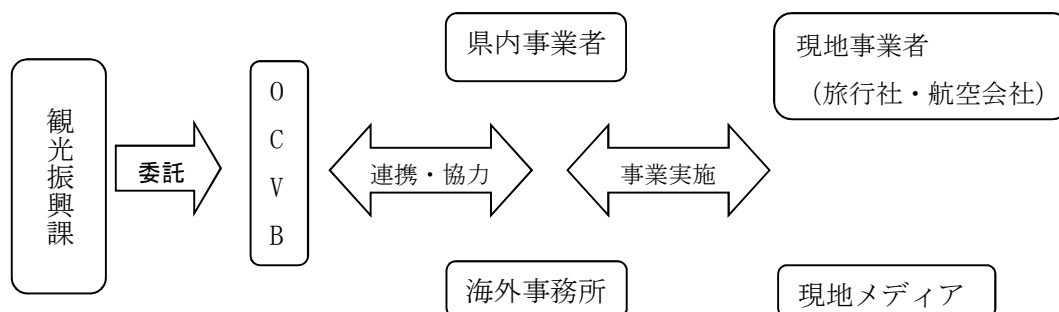 県内事業者
現地事業者
（旅行社・航空会社）
観光振興課
委託
OCVB
連携・協力
事業実施
海外事務所
現地メディア